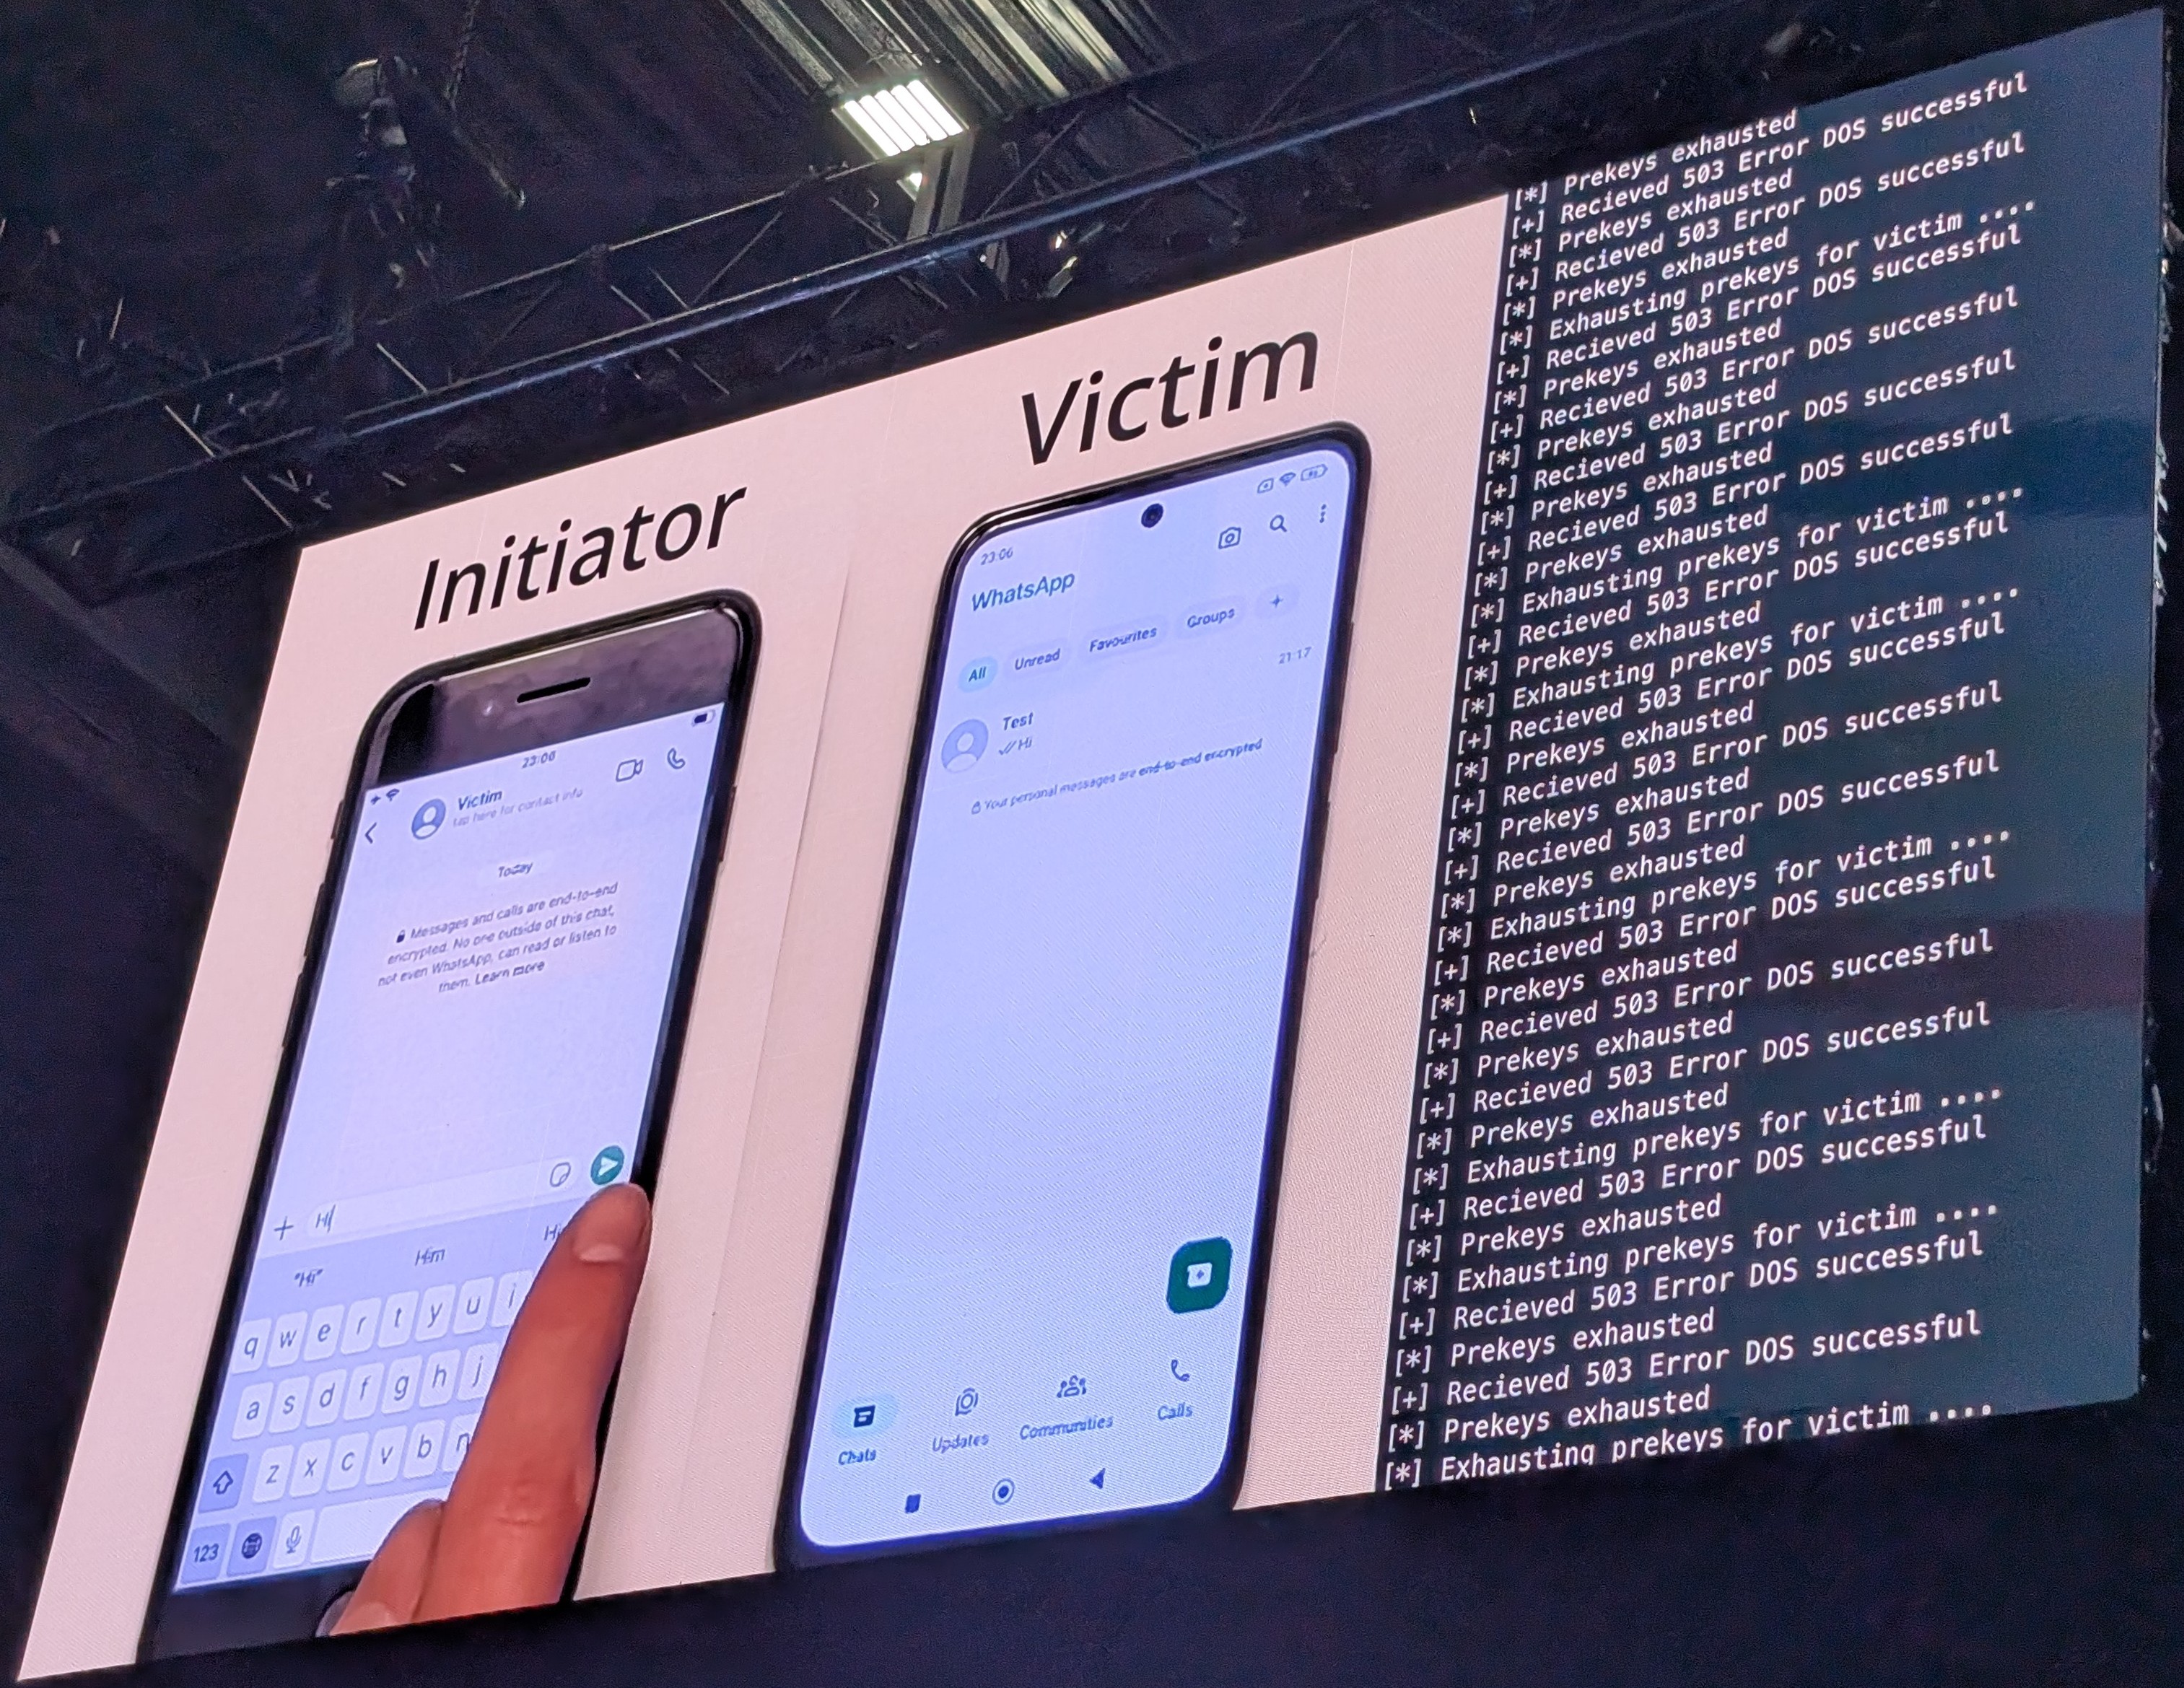 Initiator
23:06
Victim
tap here for contact info
Today
Messages and calls are end-to-end
encrypted. No one outside of this chat,
not even WhatsApp, can read or listen to
them. Learn more
Hi
"Hi" Him
q w e r t y u i
a s d f g h j
z x c v b n
123
Victim
23:06
WhatsApp
All Unread Favourites Groups +
Test 21:17
Hi
Your personal messages are end-to-end encrypted
Chats Updates Communities Calls
[*] Prekeys exhausted
[+] Recieved 503 Error DOS successful
[*] Prekeys exhausted
[+] Recieved 503 Error DOS successful
[*] Prekeys exhausted
[*] Exhausting prekeys for victim ....
[+] Recieved 503 Error DOS successful
[*] Prekeys exhausted
[+] Recieved 503 Error DOS successful
[*] Prekeys exhausted
[+] Recieved 503 Error DOS successful
[*] Prekeys exhausted
[+] Recieved 503 Error DOS successful
[*] Prekeys exhausted
[*] Exhausting prekeys for victim ....
[+] Recieved 503 Error DOS successful
[*] Prekeys exhausted
[*] Exhausting prekeys for victim ....
[+] Recieved 503 Error DOS successful
[*] Prekeys exhausted
[+] Recieved 503 Error DOS successful
[*] Prekeys exhausted
[+] Recieved 503 Error DOS successful
[*] Prekeys exhausted
[*] Exhausting prekeys for victim ....
[+] Recieved 503 Error DOS successful
[*] Prekeys exhausted
[+] Recieved 503 Error DOS successful
[*] Prekeys exhausted
[+] Recieved 503 Error DOS successful
[*] Prekeys exhausted
[*] Exhausting prekeys for victim ....
[+] Recieved 503 Error DOS successful
[*] Prekeys exhausted
[*] Exhausting prekeys for victim ....
[+] Recieved 503 Error DOS successful
[*] Prekeys exhausted
[+] Recieved 503 Error DOS successful
[*] Prekeys exhausted
[*] Exhausting prekeys for victim ....